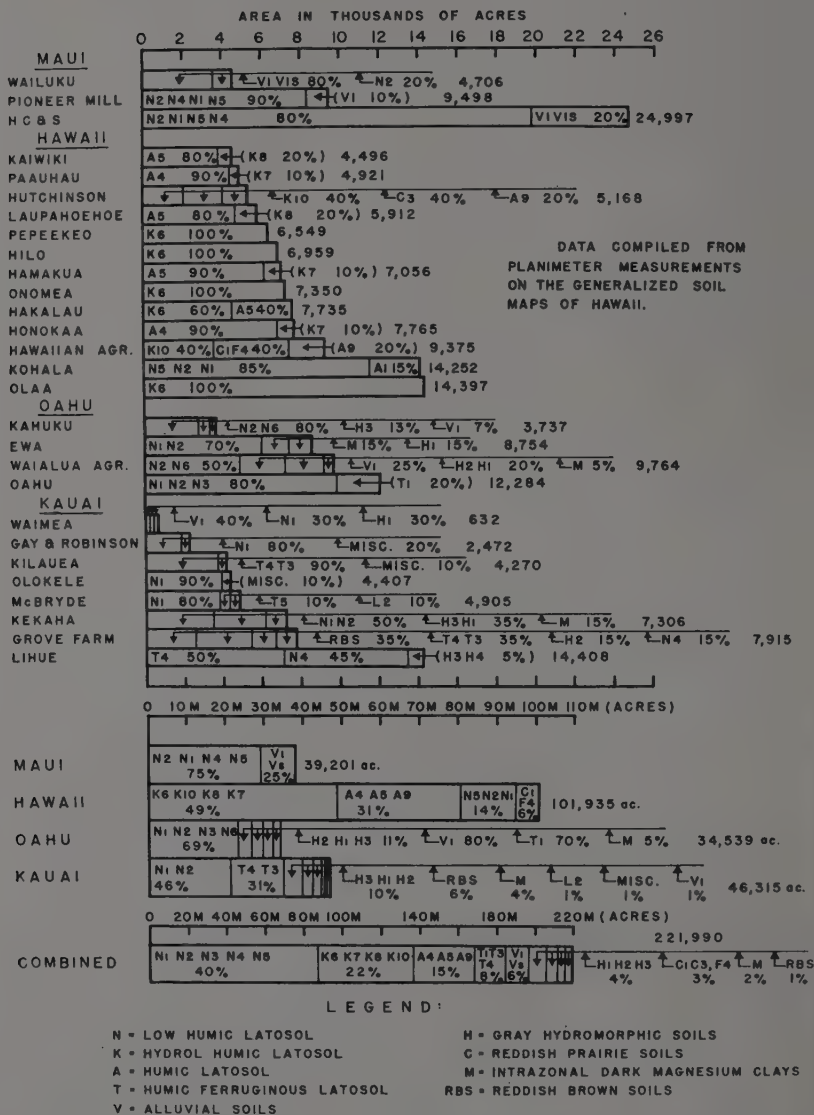 AREA IN THOUSANDS OF ACRES
0 2 4 6 8 10 12 14 16 18 20 22 24 26
MAUI
WAILUKU V1 V1S 80% N2 20% 4,706
PIONEER MILL N2 N4 N1 N5 90% (V1 10%) 9,498
H C & S N2 N1 N5 N4 80% V1 V1S 20% 24,997
HAWAII
KAIWIKI A5 80% (K8 20%) 4,496
PAAUHAU A4 90% (K7 10%) 4,921
HUTCHINSON K10 40% C3 40% A9 20% 5,168
LAUPAHOEHOE A5 80% (K8 20%) 5,912
PEPEEKEO K6 100% 6,549
HILO K6 100% 6,959
HAMAKUA A5 90% (K7 10%) 7,056
ONOMEA K6 100% 7,350
HAKALAU K6 60% A5 40% 7,735
HONOKAA A4 90% (K7 10%) 7,765
HAWAIIAN AGR. K10 40% C1 F4 40% (A9 20%) 9,375
KOHALA N5 N2 N1 85% A1 15% 14,252
OLAA K6 100% 14,397
DATA COMPILED FROM
PLANIMETER MEASUREMENTS
ON THE GENERALIZED SOIL
MAPS OF HAWAII.
OAHU
KAHUKU N2 N6 80% H3 13% V1 7% 3,737
EWA N1 N2 70% M 15% H1 15% 8,754
WAIALUA AGR. N2 N6 50% V1 25% H2 H1 20% M 5% 9,764
OAHU N1 N2 N3 80% (T1 20%) 12,284
KAUAI
WAIMEA V1 40% N1 30% H1 30% 632
GAY & ROBINSON N1 80% MISC. 20% 2,472
KILAUEA T4 T3 90% MISC. 10% 4,270
OLOKELE N1 90% (MISC. 10%) 4,407
McBRYDE N1 80% T5 10% L2 10% 4,905
KEKAHA N1 N2 50% H3 H1 35% M 15% 7,306
GROVE FARM RBS 35% T4 T3 35% H2 15% N4 15% 7,915
LIHUE T4 50% N4 45% (H3 H4 5%) 14,408
0 10M 20M 30M 40M 50M 60M 70M 80M 90M 100M 110M (ACRES)
MAUI N2 N1 N4 N5 75% V1 VS 25% 39,201 ac.
HAWAII K6 K10 K8 K7 49% A4 A5 A9 31% N5 N2 N1 14% C1 F4 6% 101,935 ac.
OAHU N1 N2 N3 N6 69% H2 H1 H3 11% V1 80% T1 70% M 5% 34,539 ac.
KAUAI N1 N2 46% T4 T3 31% H3 H1 H2 10% RBS 6% M 4% L2 1% MISC. 1% V1 1% 46,315 ac.
0 20M 40M 60M 80M 100M 140M 180M 220M (ACRES)
221,990
COMBINED N1 N2 N3 N4 N5 40% K6 K7 K8 K10 22% A4 A5 A9 15% T1 T3 T4 8% V1 VS 6% H1 H2 H3 4% C1 C3, F4 3% M 2% RBS 1%
LEGEND:
N = LOW HUMIC LATOSOL
K = HYDROL HUMIC LATOSOL
A = HUMIC LATOSOL
T = HUMIC FERRUGINOUS LATOSOL
V = ALLUVIAL SOILS
H = GRAY HYDROMORPHIC SOILS
C = REDDISH PRAIRIE SOILS
M = INTRAZONAL DARK MAGNESIUM CLAYS
RBS = REDDISH BROWN SOILS